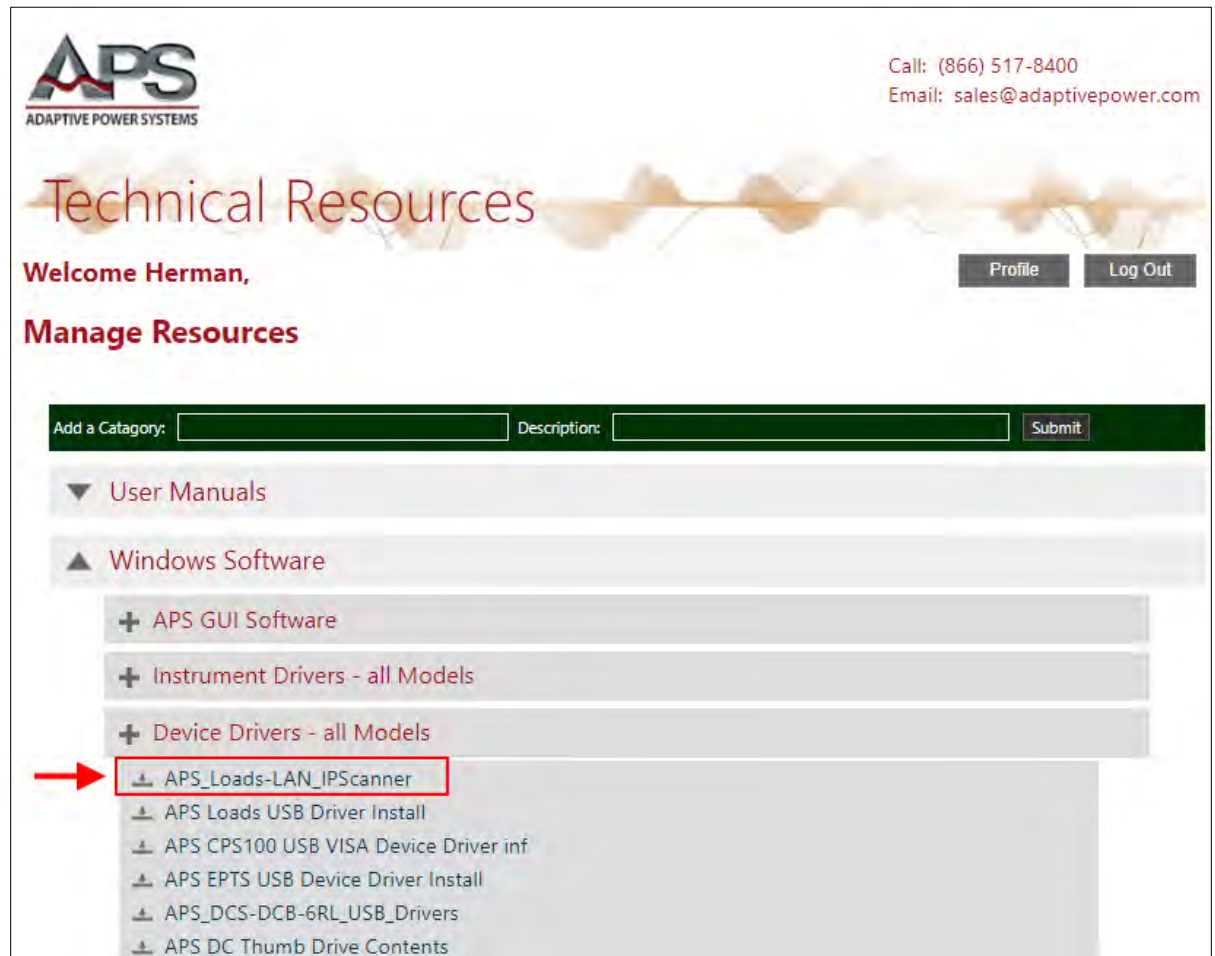 APS
ADAPTIVE POWER SYSTEMS
Call: (866) 517-8400
Email: sales@adaptivepower.com
Technical Resources
Welcome Herman,
Profile Log Out
Manage Resources
Add a Catagory: Description: Submit
User Manuals
Windows Software
APS GUI Software
Instrument Drivers - all Models
Device Drivers - all Models
APS_Loads-LAN_IPScanner
APS Loads USB Driver Install
APS CPS100 USB VISA Device Driver inf
APS EPTS USB Device Driver Install
APS_DCS-DCB-6RL_USB_Drivers
APS DC Thumb Drive Contents